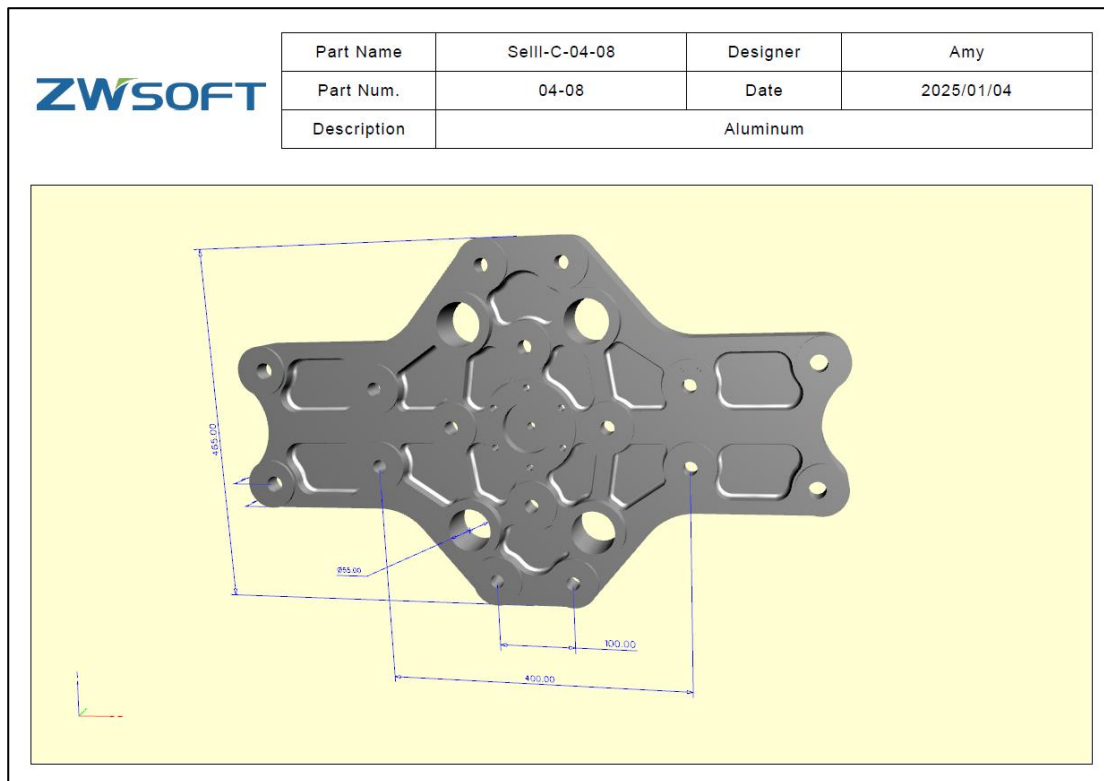 ZWSOFT
Part Name SeIII-C-04-08 Designer Amy
Part Num. 04-08 Date 2025/01/04
Description Aluminum
465.00
Ø55.00
100.00
400.00